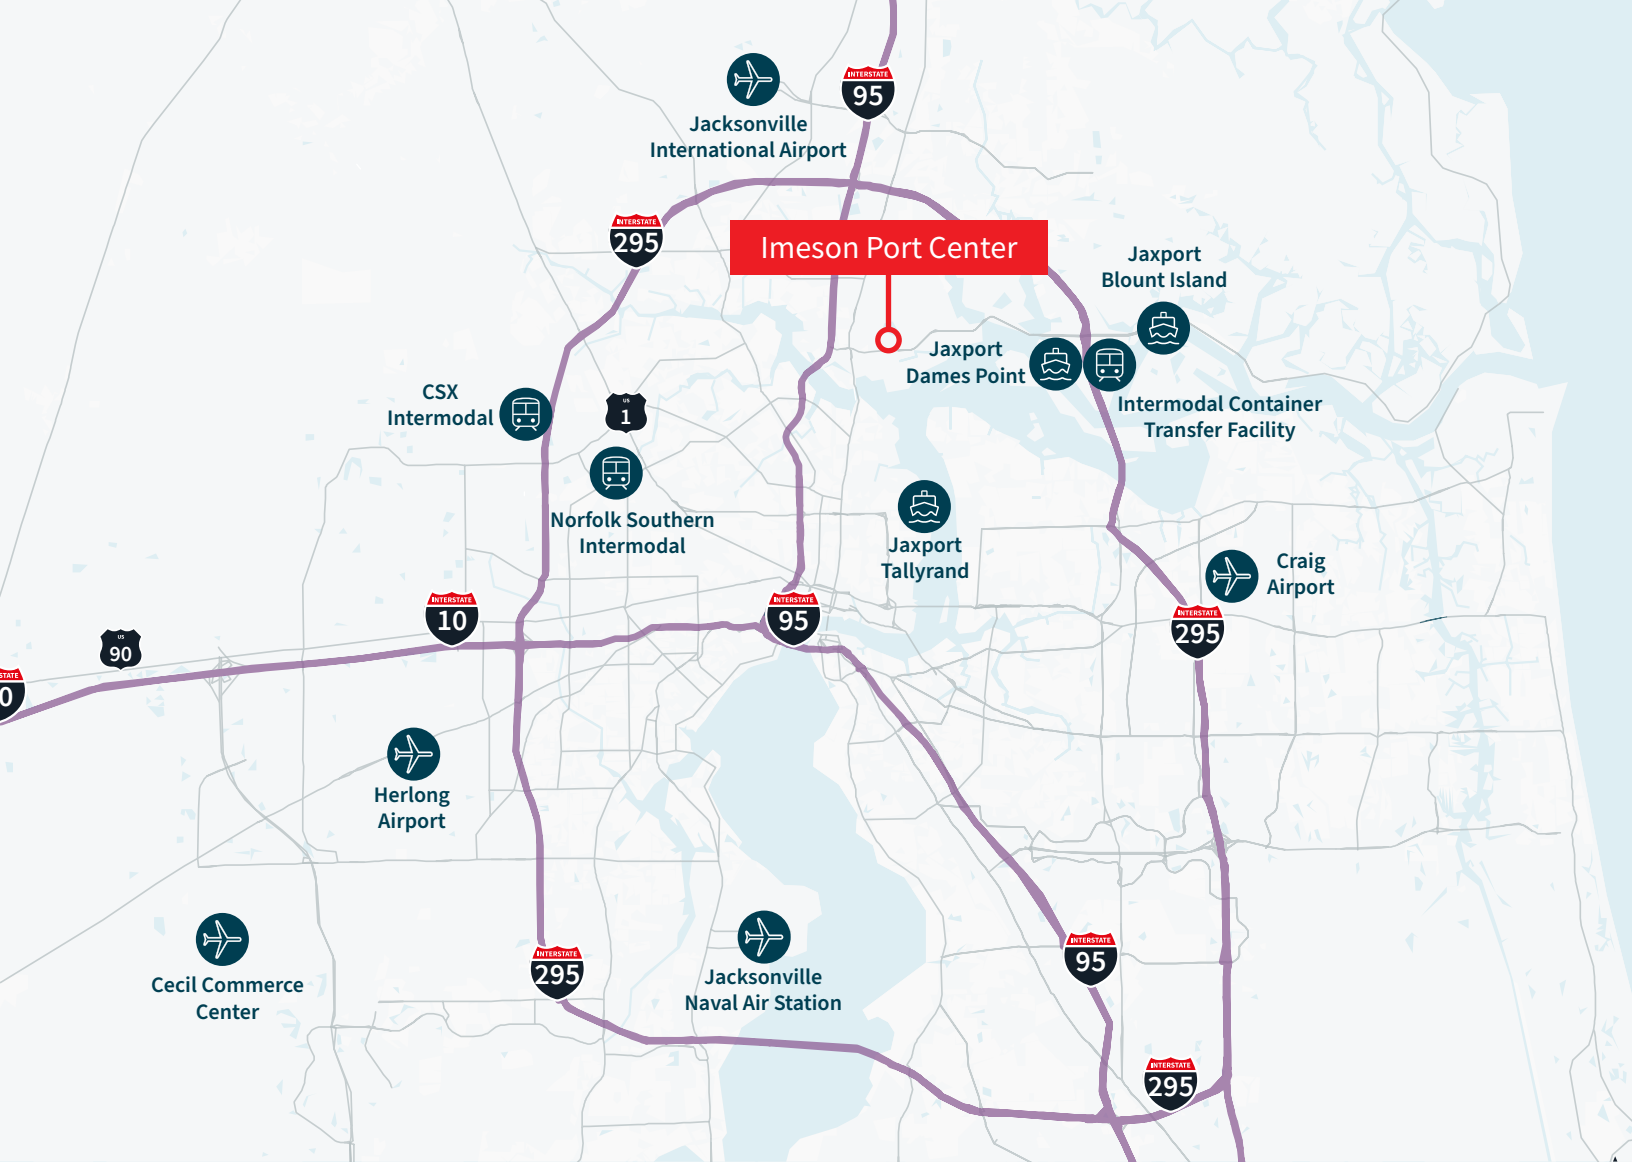 Jacksonville
International Airport
INTERSTATE
95
INTERSTATE
295
Imeson Port Center
Jaxport
Blount Island
Jaxport
Dames Point
Intermodal Container
Transfer Facility
CSX
Intermodal
US
1
Norfolk Southern
Intermodal
Jaxport
Tallyrand
Craig
Airport
INTERSTATE
10
INTERSTATE
95
INTERSTATE
295
US
90
STATE
0
Herlong
Airport
Cecil Commerce
Center
INTERSTATE
295
Jacksonville
Naval Air Station
INTERSTATE
95
INTERSTATE
295